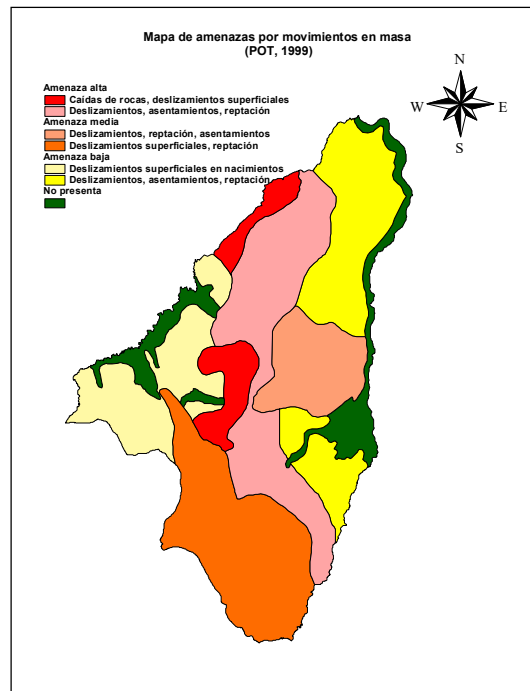 Mapa de amenazas por movimientos en masa
(POT, 1999)
N
W
E
S
Amenaza alta
Caídas de rocas, deslizamientos superficiales
Deslizamientos, asentamientos, reptación
Amenaza media
Deslizamientos, reptación, asentamientos
Deslizamientos superficiales, reptación
Amenaza baja
Deslizamientos superficiales en nacimientos
Deslizamientos, asentamientos, reptación
No presenta